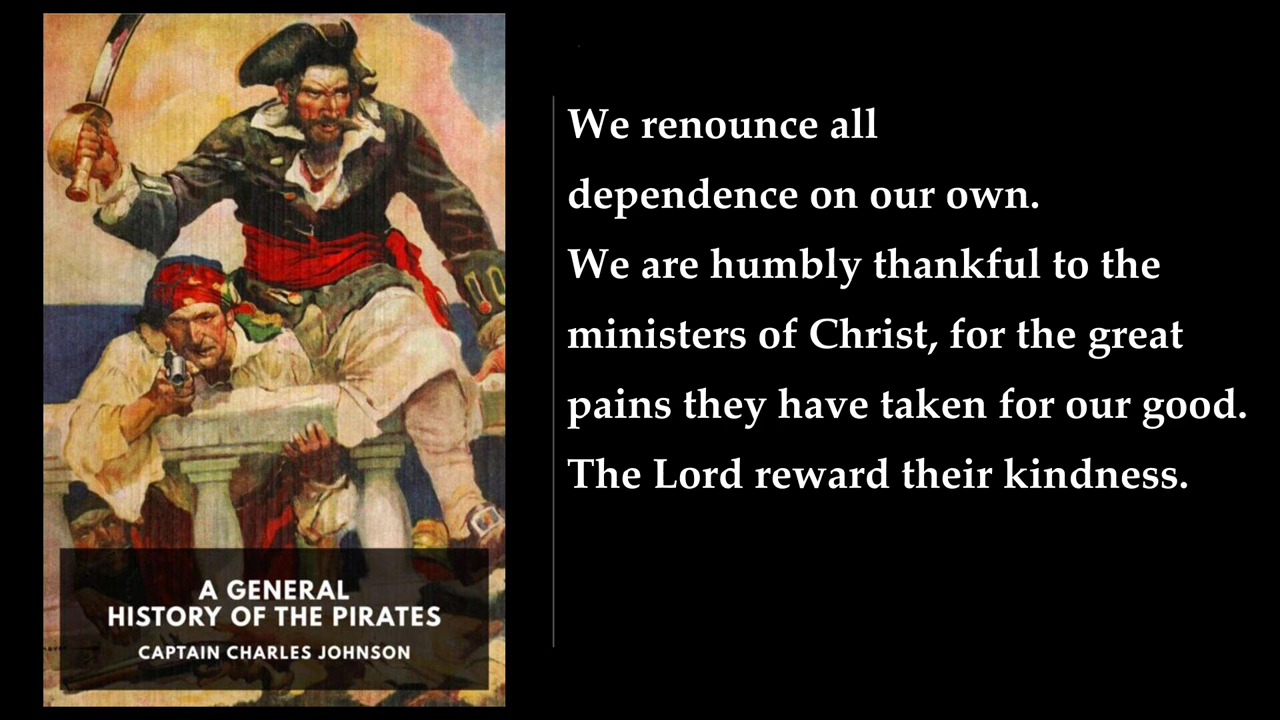 We renounce all
dependence on our own.
We are humbly thankful to the
ministers of Christ, for the great
pains they have taken for our good.
The Lord reward their kindness.
A GENERAL
HISTORY OF THE PIRATES
CAPTAIN CHARLES JOHNSON